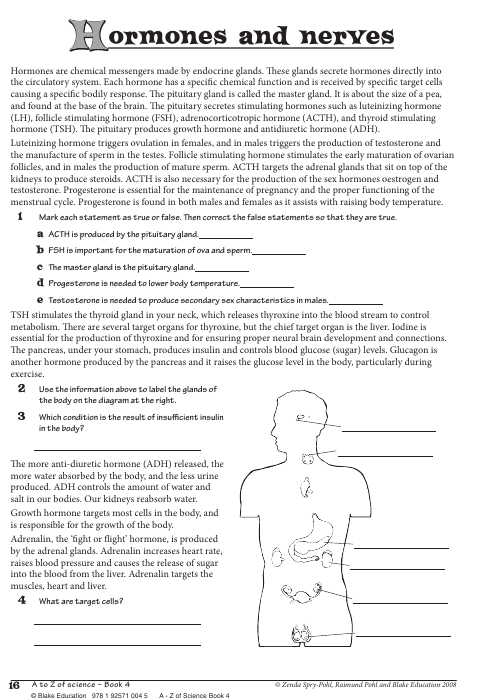 Hormones and nerves
Hormones are chemical messengers made by endocrine glands. These glands secrete hormones directly into
the circulatory system. Each hormone has a specific chemical function and is received by specific target cells
causing a specific bodily response. The pituitary gland is called the master gland. It is about the size of a pea,
and found at the base of the brain. The pituitary secretes stimulating hormones such as luteinizing hormone
(LH), follicle stimulating hormone (FSH), adrenocorticotropic hormone (ACTH), and thyroid stimulating
hormone (TSH). The pituitary produces growth hormone and antidiuretic hormone (ADH).
Luteinizing hormone triggers ovulation in females, and in males triggers the production of testosterone and
the manufacture of sperm in the testes. Follicle stimulating hormone stimulates the early maturation of ovarian
follicles, and in males the production of mature sperm. ACTH targets the adrenal glands that sit on top of the
kidneys to produce steroids. ACTH is also necessary for the production of the sex hormones oestrogen and
testosterone. Progesterone is essential for the maintenance of pregnancy and the proper functioning of the
menstrual cycle. Progesterone is found in both males and females as it assists with raising body temperature.
1 Mark each statement as true or false. Then correct the false statements so that they are true.
a ACTH is produced by the pituitary gland.
b FSH is important for the maturation of ova and sperm.
c The master gland is the pituitary gland.
d Progesterone is needed to lower body temperature.
e Testosterone is needed to produce secondary sex characteristics in males.
TSH stimulates the thyroid gland in your neck, which releases thyroxine into the blood stream to control
metabolism. There are several target organs for thyroxine, but the chief target organ is the liver. Iodine is
essential for the production of thyroxine and for ensuring proper neural brain development and connections.
The pancreas, under your stomach, produces insulin and controls blood glucose (sugar) levels. Glucagon is
another hormone produced by the pancreas and it raises the glucose level in the body, particularly during
exercise.
2 Use the information above to label the glands of
the body on the diagram at the right.
3 Which condition is the result of insufficient insulin
in the body?
The more anti-diuretic hormone (ADH) released, the
more water absorbed by the body, and the less urine
produced. ADH controls the amount of water and
salt in our bodies. Our kidneys reabsorb water.
Growth hormone targets most cells in the body, and
is responsible for the growth of the body.
Adrenalin, the 'fight or flight' hormone, is produced
by the adrenal glands. Adrenalin increases heart rate,
raises blood pressure and causes the release of sugar
into the blood from the liver. Adrenalin targets the
muscles, heart and liver.
4 What are target cells?
16 A to Z of science – Book 4
© Zenda Spry-Pohl, Raimund Pohl and Blake Education 2008
© Blake Education 978 1 92571 004 5 A - Z of Science Book 4